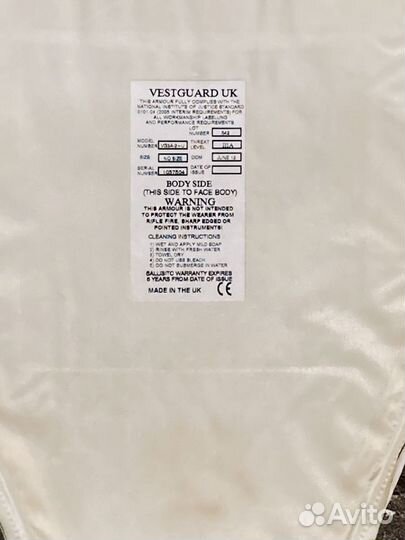 VESTGUARD UK
THIS ARMOUR FULLY COMPLIES WITH THE
NATIONAL INSTITUTE OF JUSTICE STANDARD
0101.04 (2005 INTERIM REQUIREMENTS) FOR
ALL WORKMANSHIP, LABELLING
AND PERFORMANCE REQUIREMENTS
LOT NUMBER
MODEL NUMBER THREAT LEVEL IIIA
SIZE NO SIZE DOM JUNE 13
SERIAL NUMBER 1037504 DATE OF ISSUE
BODY SIDE
(THIS SIDE TO FACE BODY)
WARNING
THIS ARMOUR IS NOT INTENDED
TO PROTECT THE WEARER FROM
RIFLE FIRE, SHARP EDGED OR
POINTED INSTRUMENTS!
CLEANING INSTRUCTIONS
1) WET AND APPLY MILD SOAP
2) RINSE WITH FRESH WATER
3) TOWEL DRY
4) DO NOT USE BLEACH
5) DO NOT SUBMERGE IN WATER
BALLISITC WARRANTY EXPIRES
5 YEARS FROM DATE OF ISSUE
MADE IN THE UK CE
Avito